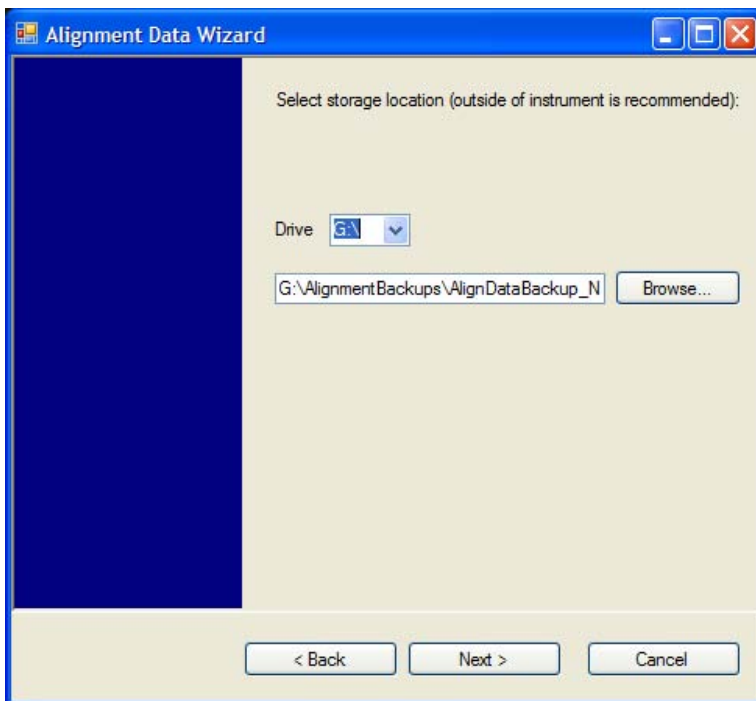 Alignment Data Wizard
Select storage location (outside of instrument is recommended):
Drive G:\
G:\AlignmentBackups\AlignDataBackup_N Browse...
< Back Next > Cancel